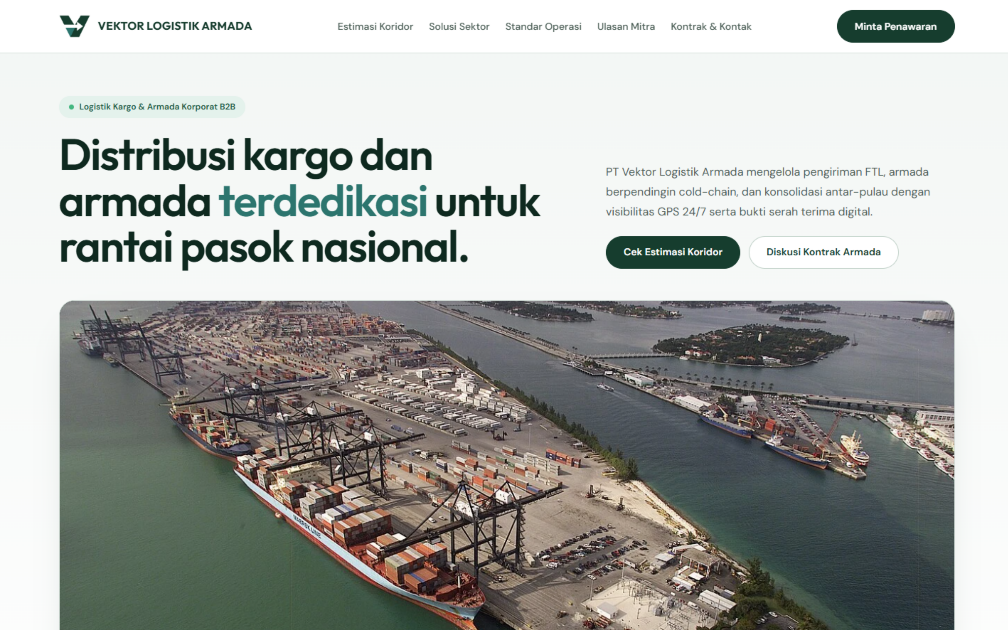 VEKTOR LOGISTIK ARMADA
Estimasi Koridor
Solusi Sektor
Standar Operasi
Ulasan Mitra
Kontrak & Kontak
Minta Penawaran
Logistik Kargo & Armada Korporat B2B
Distribusi kargo dan
armada terdedikasi untuk
rantai pasok nasional.
PT Vektor Logistik Armada mengelola pengiriman FTL, armada
berpendingin cold-chain, dan konsolidasi antar-pulau dengan
visibilitas GPS 24/7 serta bukti serah terima digital.
Cek Estimasi Koridor
Diskusi Kontrak Armada